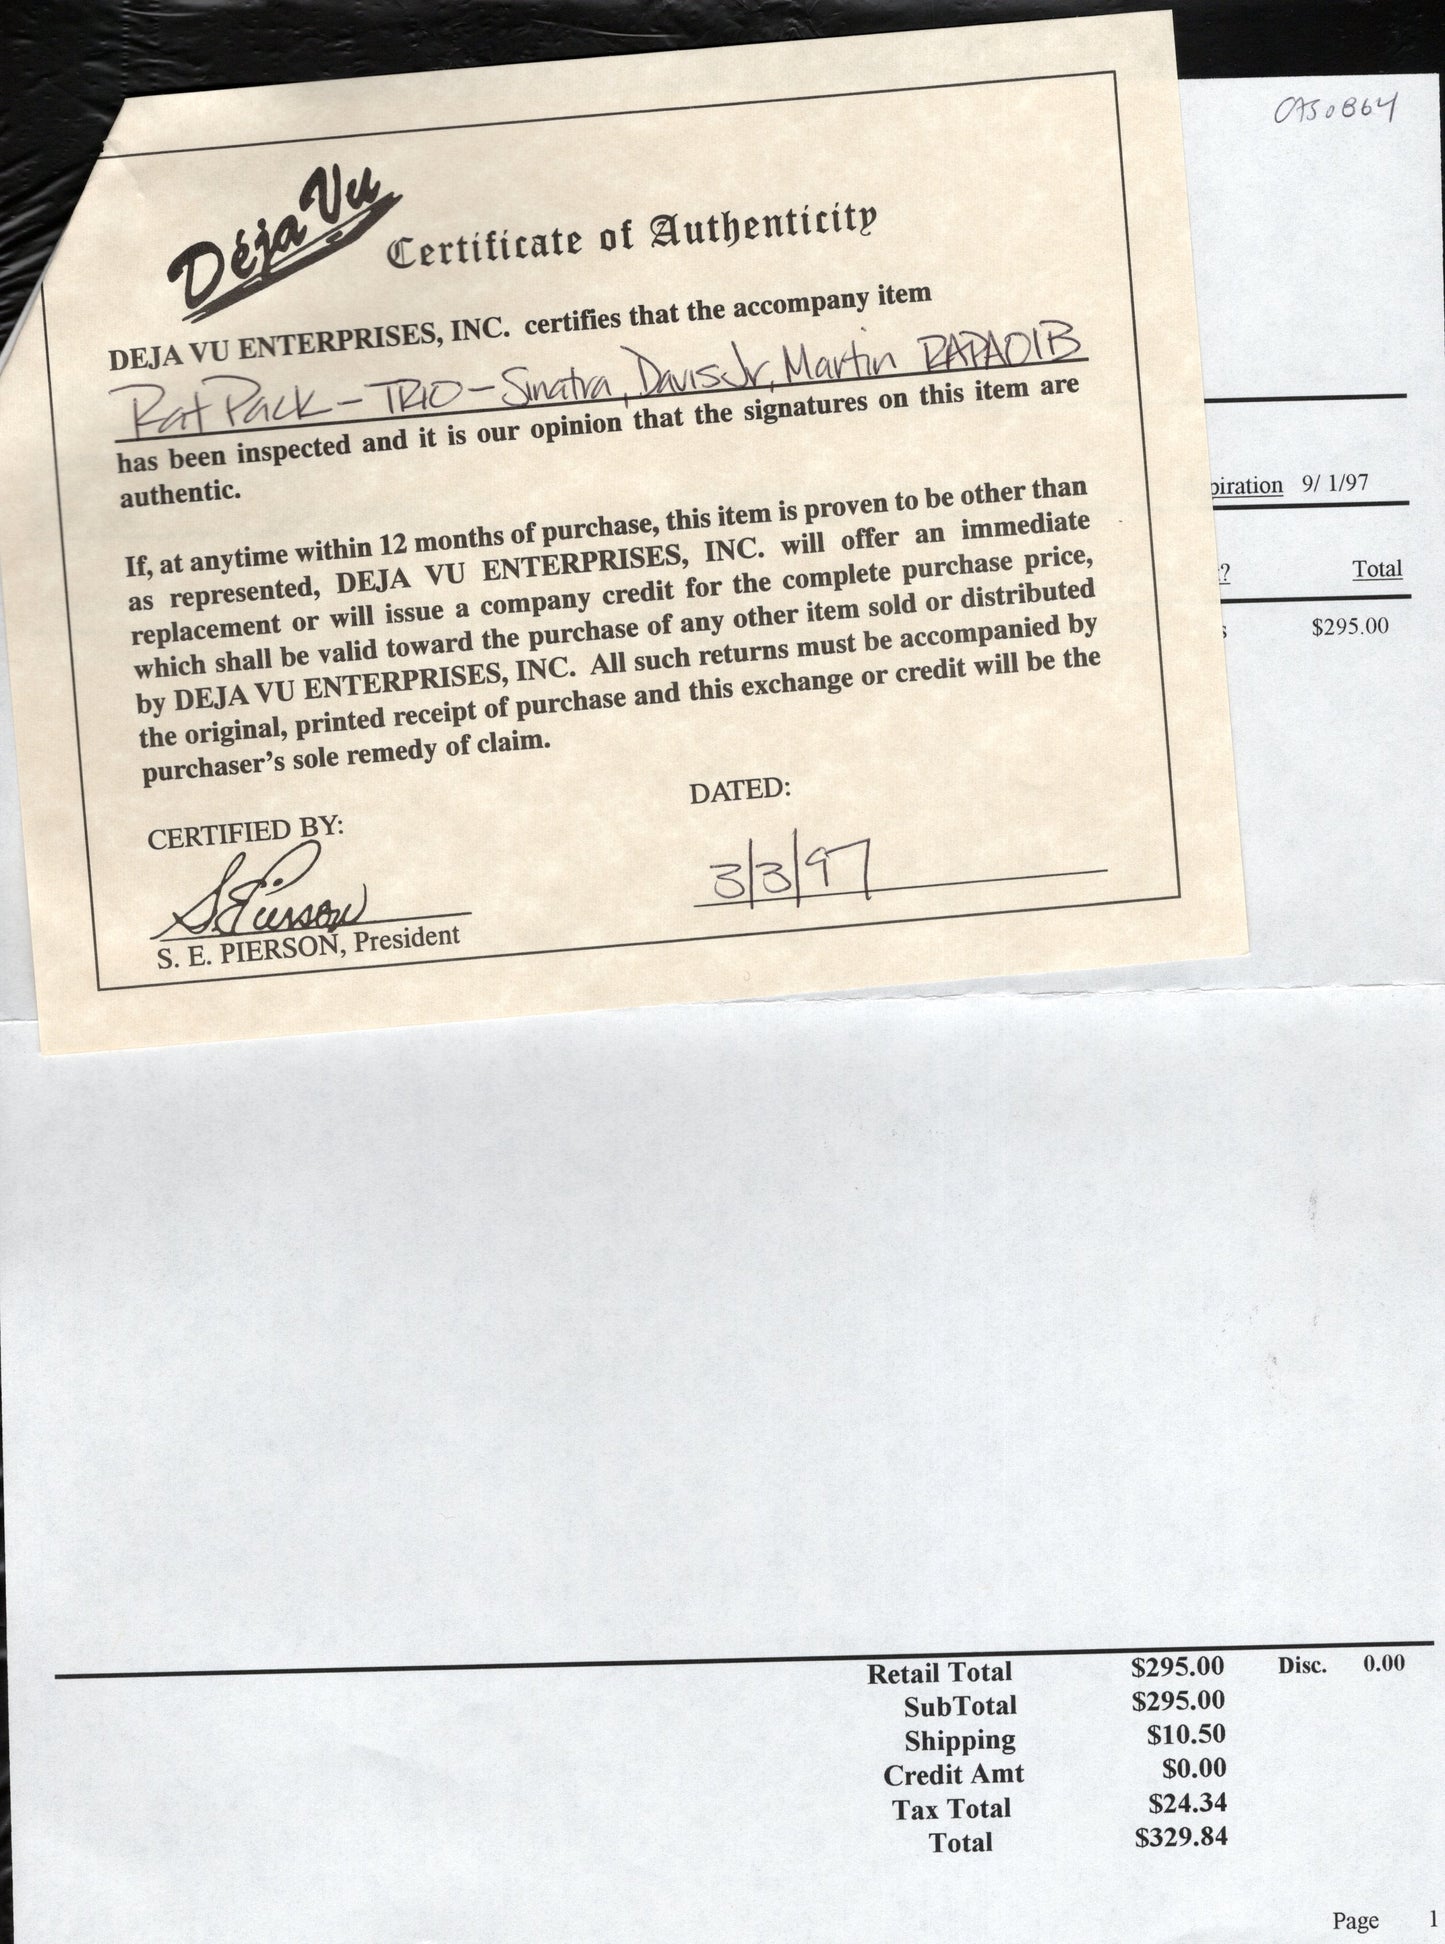 0A50B64
Déja Vu
Certificate of Authenticity
DEJA VU ENTERPRISES, INC. certifies that the accompany item
Rat Pack - TRIO - Sinatra, Davis Jr, Martin RAPA01B
has been inspected and it is our opinion that the signatures on this item are
authentic.
If, at anytime within 12 months of purchase, this item is proven to be other than
as represented, DEJA VU ENTERPRISES, INC. will offer an immediate
replacement or will issue a company credit for the complete purchase price,
which shall be valid toward the purchase of any other item sold or distributed
by DEJA VU ENTERPRISES, INC. All such returns must be accompanied by
the original, printed receipt of purchase and this exchange or credit will be the
purchaser's sole remedy of claim.
CERTIFIED BY:
S.E. Pierson
S. E. PIERSON, President
DATED:
3/3/97
piration 9/ 1/97
? Total
s $295.00
Retail Total $295.00 Disc. 0.00
SubTotal $295.00
Shipping $10.50
Credit Amt $0.00
Tax Total $24.34
Total $329.84
Page 1